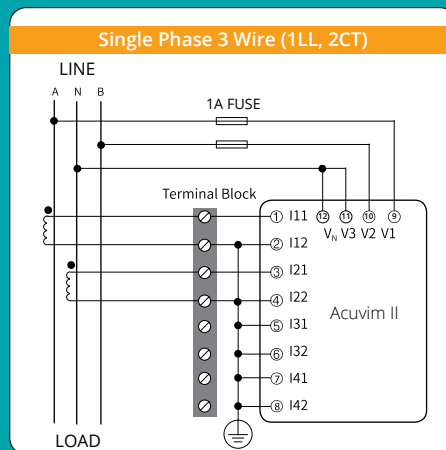 Single Phase 3 Wire (1LL, 2CT)
LINE
A N B
1A FUSE
Terminal Block
12 11 10 9
VN V3 V2 V1
1 I11
2 I12
3 I21
4 I22
5 I31
6 I32
7 I41
8 I42
Acuvim II
LOAD